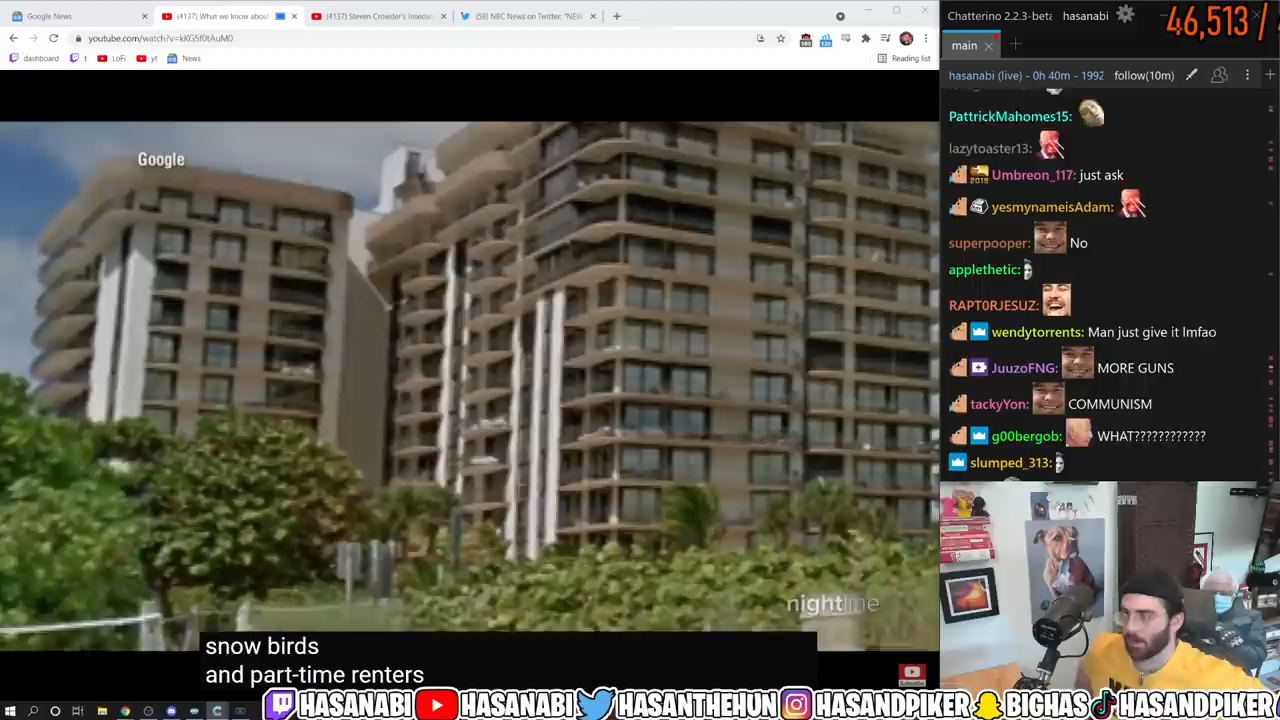 Google News
(4137) What we know about
(4137) Steven Crowder's Insecu
(58) NBC News on Twitter: "NEW
youtube.com/watch?v=kKG5f0tAuM0
dashboard
t
LoFi
yt
News
Reading list
Google
nightline
snow birds
and part-time renters
Subscribe
Chatterino 2.2.3-beta
hasanabi
46,513 /
main
hasanabi (live) - 0h 40m - 1992
follow(10m)
PattrickMahomes15:
lazytoaster13:
Umbreon_117: just ask
yesmynameisAdam:
superpooper: No
applethetic:
RAPT0RJESUZ:
wendytorrents: Man just give it lmfao
JuuzoFNG: MORE GUNS
tackyYon: COMMUNISM
g00bergob: WHAT????????????
slumped_313:
HASANABI
HASANABI
HASANTHEHUN
HASANDPIKER
BIGHAS
HASANDPIKER